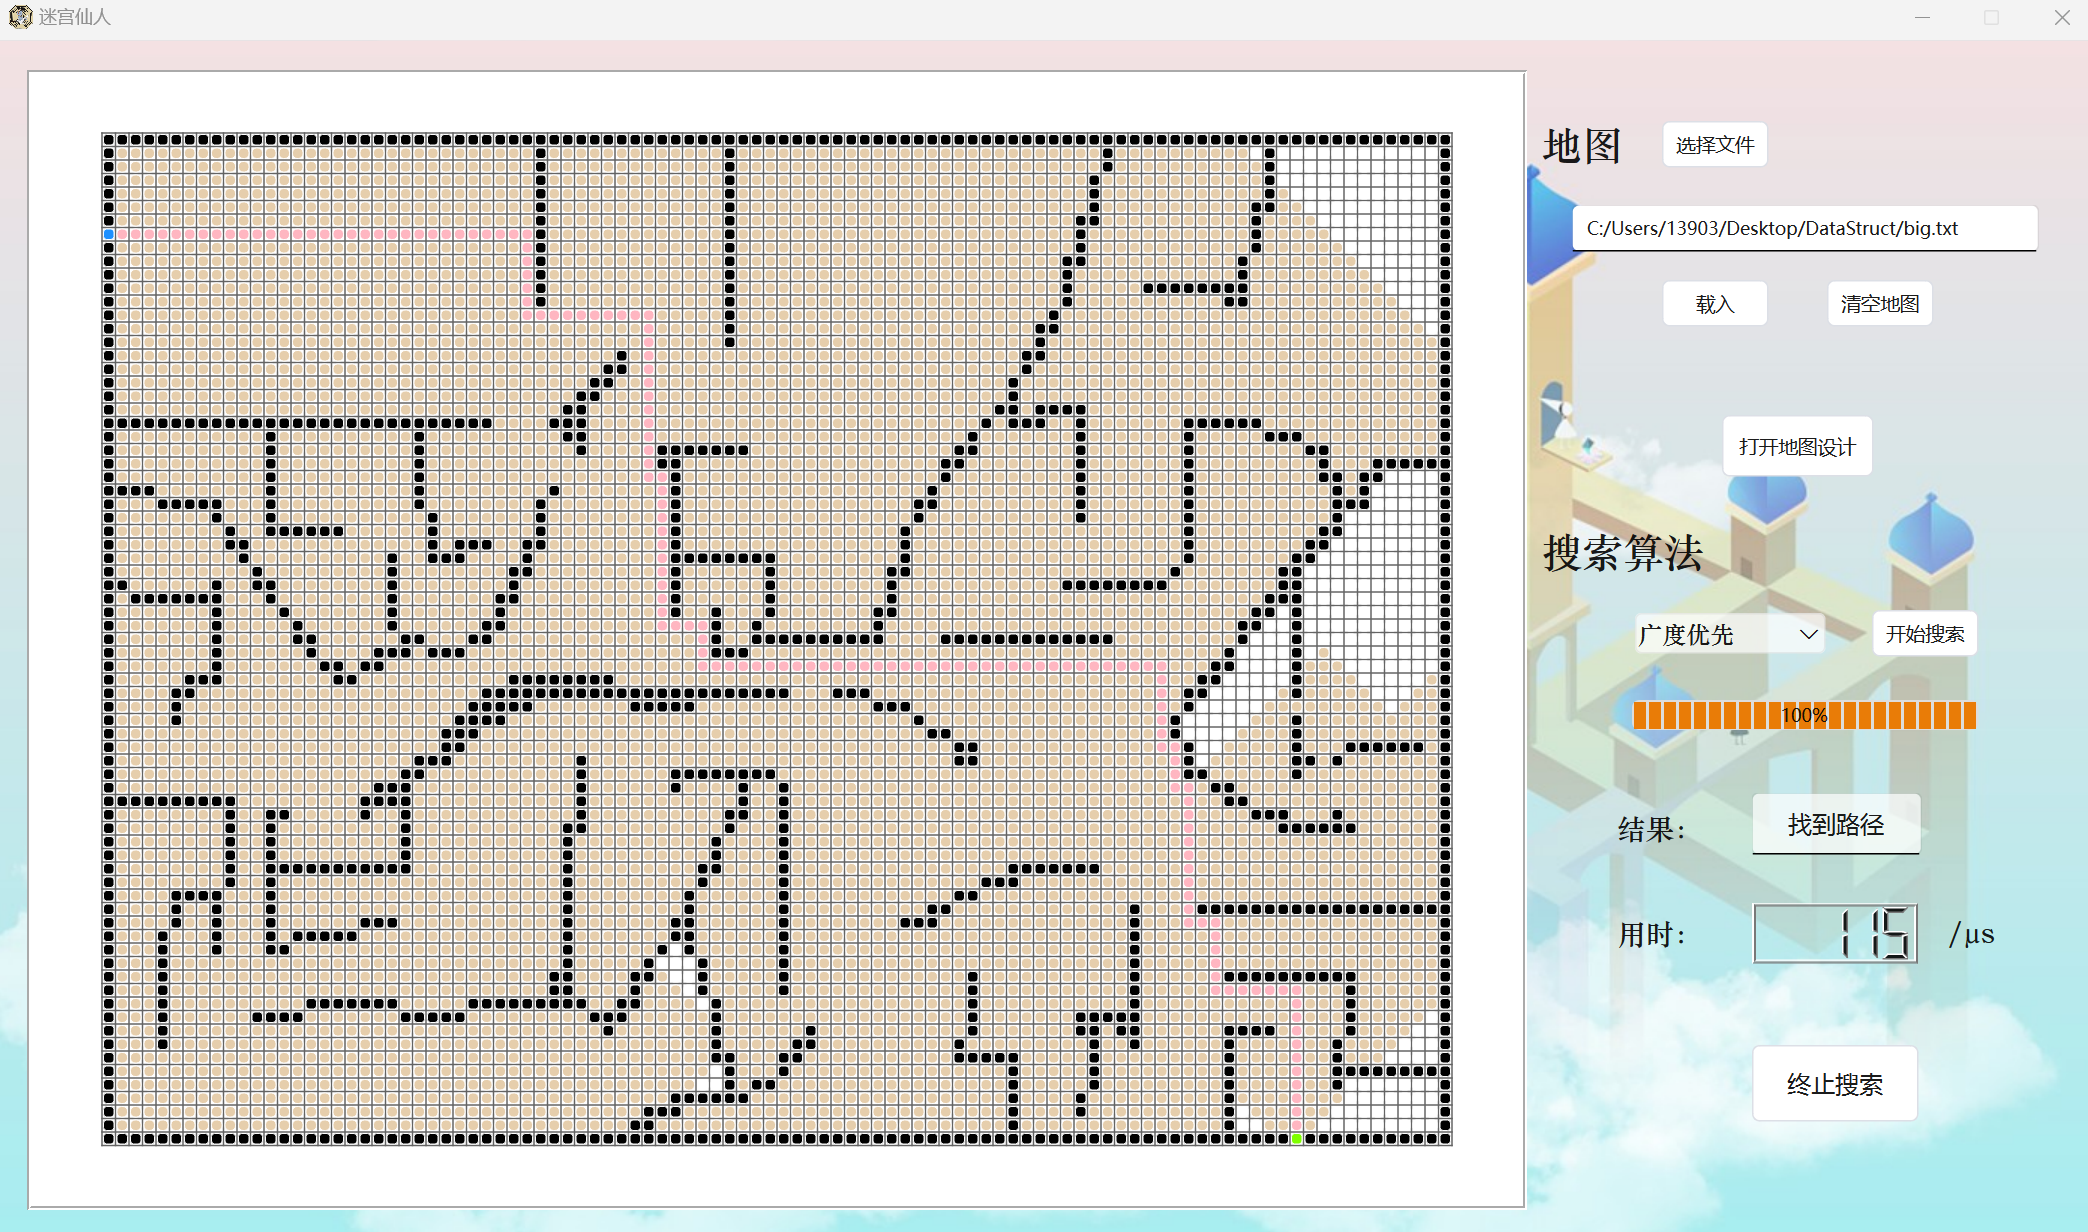 迷宫仙人
地图
选择文件
C:/Users/13903/Desktop/DataStruct/big.txt
载入
清空地图
打开地图设计
搜索算法
广度优先
开始搜索
100%
结果：
找到路径
用时：
115
/μs
终止搜索